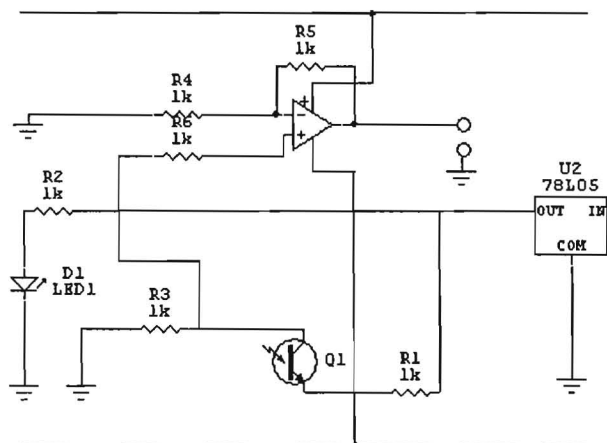 R5
1k
R4
1k
R6
1k
+
−
+
U2
78L05
OUT IN
COM
R2
1k
D1
LED1
R3
1k
Q1
R1
1k